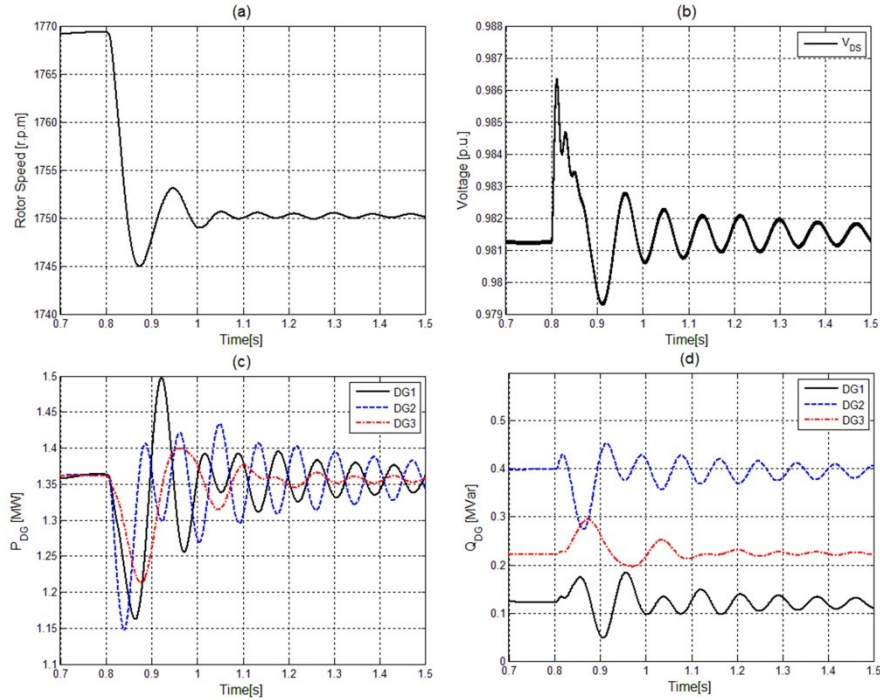 (a)
1770
1765
1760
1755
1750
1745
1740
Rotor Speed [r.p.m]
0.7 0.8 0.9 1 1.1 1.2 1.3 1.4 1.5
Time[s]
(b)
0.988
0.987
0.986
0.985
0.984
0.983
0.982
0.981
0.98
0.979
Voltage [p.u.]
V_DS
0.7 0.8 0.9 1 1.1 1.2 1.3 1.4 1.5
Time[s]
(c)
1.5
1.45
1.4
1.35
1.3
1.25
1.2
1.15
1.1
P_DG [MW]
DG1
DG2
DG3
0.7 0.8 0.9 1 1.1 1.2 1.3 1.4 1.5
Time[s]
(d)
0.5
0.4
0.3
0.2
0.1
0
Q_DG [MVar]
DG1
DG2
DG3
0.7 0.8 0.9 1 1.1 1.2 1.3 1.4 1.5
Time[s]